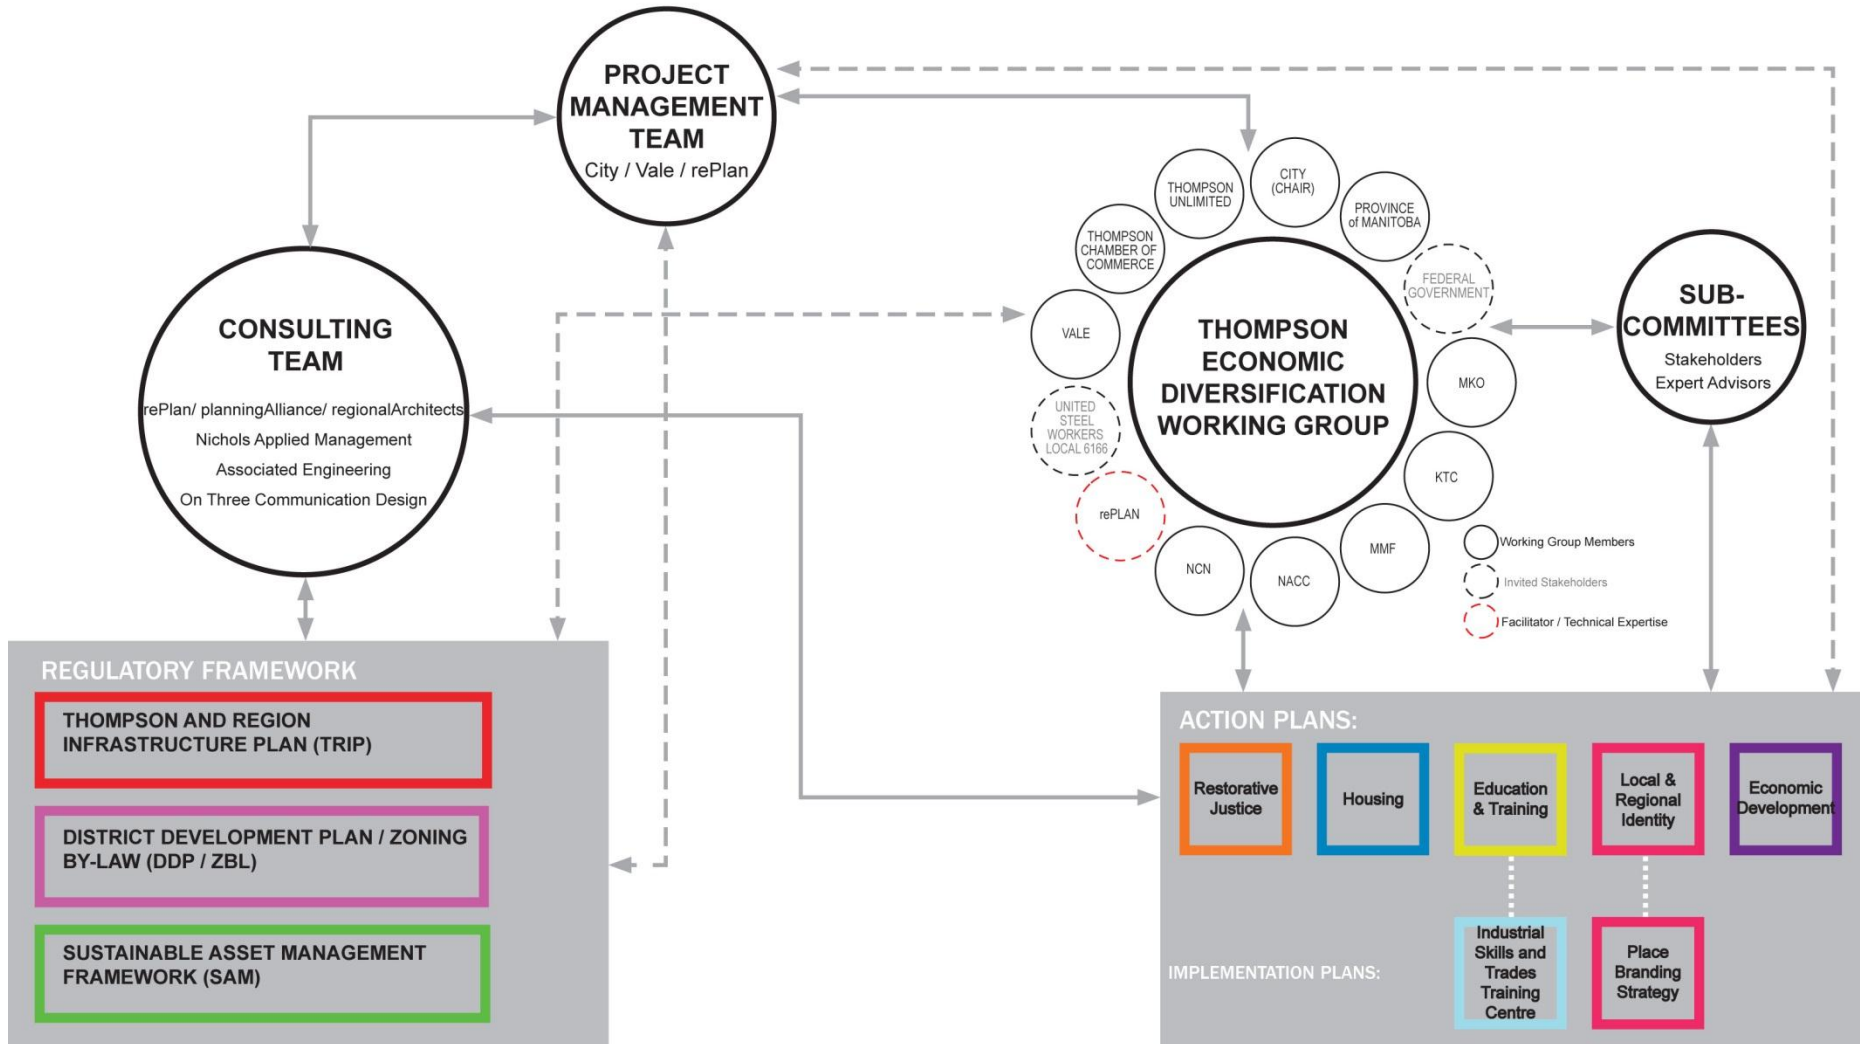 PROJECT
MANAGEMENT
TEAM
City / Vale / rePlan
CONSULTING
TEAM
rePlan/ planningAlliance/ regionalArchitects
Nichols Applied Management
Associated Engineering
On Three Communication Design
THOMPSON
UNLIMITED
CITY
(CHAIR)
PROVINCE
of MANITOBA
THOMPSON
CHAMBER OF
COMMERCE
FEDERAL
GOVERNMENT
VALE
MKO
UNITED
STEEL
WORKERS
LOCAL 6166
KTC
rePLAN
MMF
NCN
NACC
THOMPSON
ECONOMIC
DIVERSIFICATION
WORKING GROUP
SUB-
COMMITTEES
Stakeholders
Expert Advisors
Working Group Members
Invited Stakeholders
Facilitator / Technical Expertise
REGULATORY FRAMEWORK
THOMPSON AND REGION
INFRASTRUCTURE PLAN (TRIP)
DISTRICT DEVELOPMENT PLAN / ZONING
BY-LAW (DDP / ZBL)
SUSTAINABLE ASSET MANAGEMENT
FRAMEWORK (SAM)
ACTION PLANS:
Restorative
Justice
Housing
Education
& Training
Local &
Regional
Identity
Economic
Development
IMPLEMENTATION PLANS:
Industrial
Skills and
Trades
Training
Centre
Place
Branding
Strategy